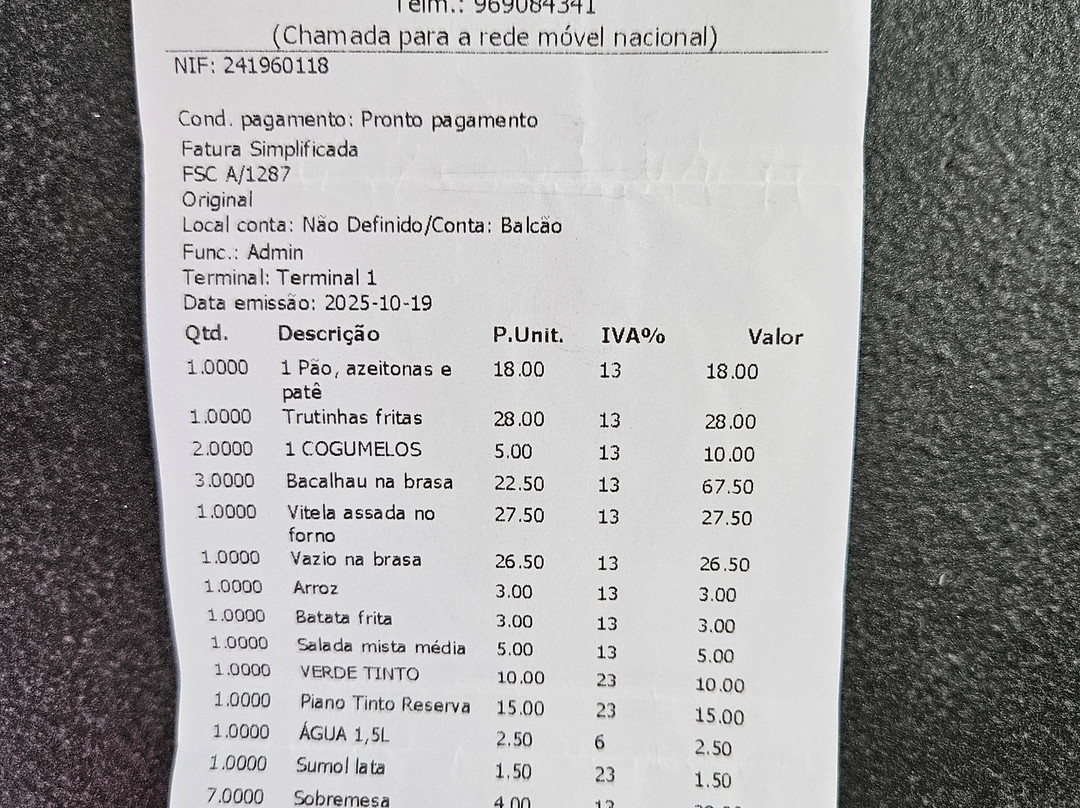 Telm.: 969084341
(Chamada para a rede móvel nacional)
NIF: 241960118
Cond. pagamento: Pronto pagamento
Fatura Simplificada
FSC A/1287
Original
Local conta: Não Definido/Conta: Balcão
Func.: Admin
Terminal: Terminal 1
Data emissão: 2025-10-19
Qtd. Descrição P.Unit. IVA% Valor
1.0000 1 Pão, azeitonas e 18.00 13 18.00
patê
1.0000 Trutinhas fritas 28.00 13 28.00
2.0000 1 COGUMELOS 5.00 13 10.00
3.0000 Bacalhau na brasa 22.50 13 67.50
1.0000 Vitela assada no 27.50 13 27.50
forno
1.0000 Vazio na brasa 26.50 13 26.50
1.0000 Arroz 3.00 13 3.00
1.0000 Batata frita 3.00 13 3.00
1.0000 Salada mista média 5.00 13 5.00
1.0000 VERDE TINTO 10.00 23 10.00
1.0000 Piano Tinto Reserva 15.00 23 15.00
1.0000 ÁGUA 1,5L 2.50 6 2.50
1.0000 Sumol lata 1.50 23 1.50
7.0000 Sobremesa 4.00 13